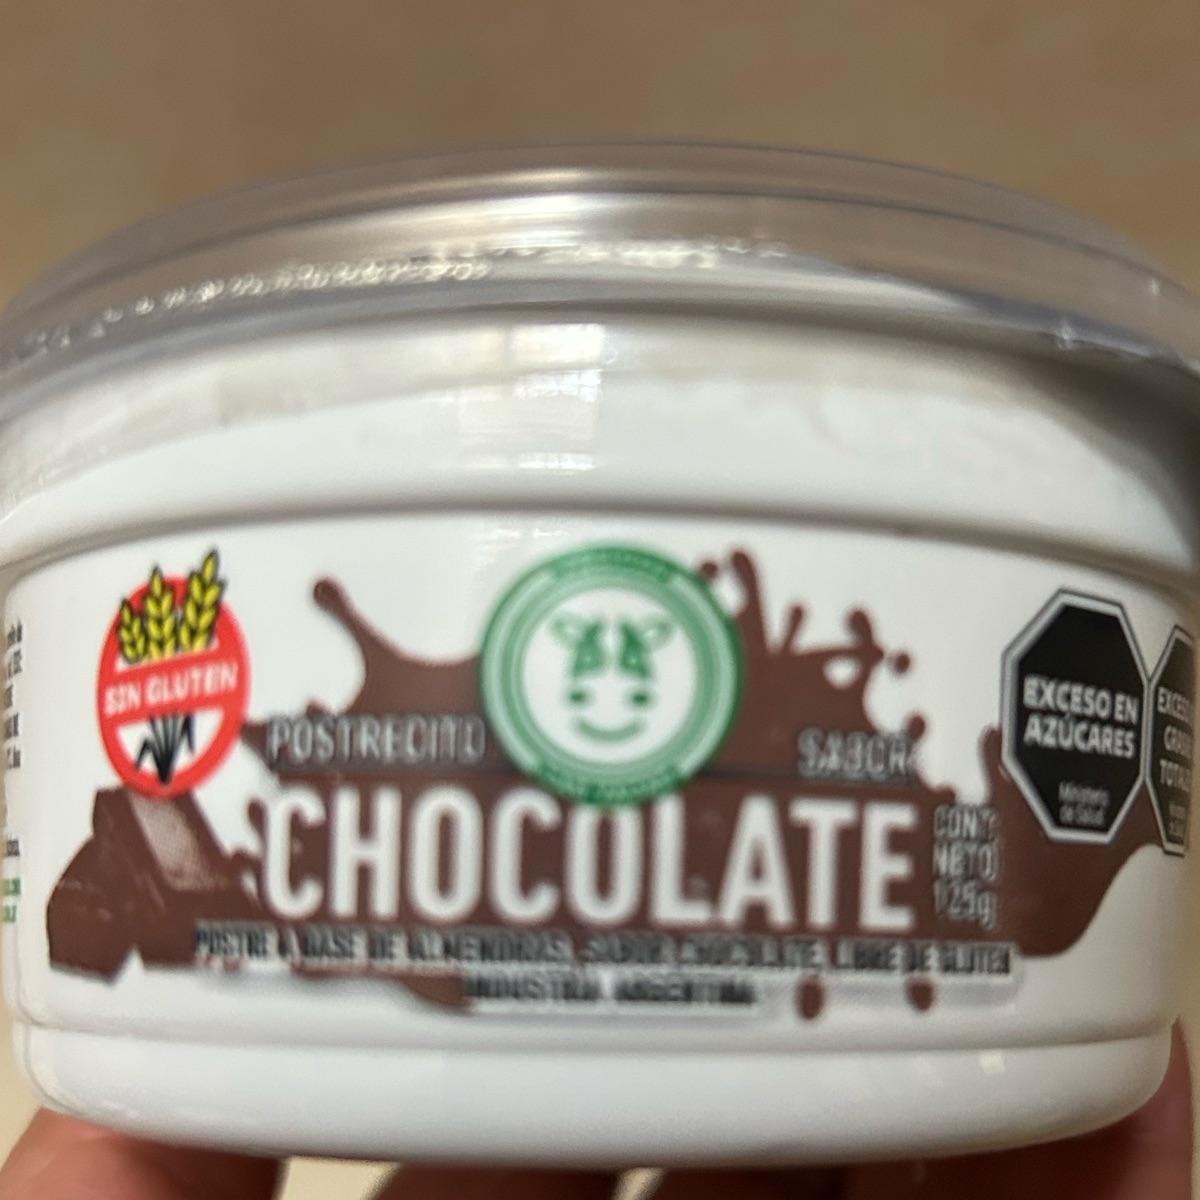 SIN GLUTEN
POSTRECITO SABOR
CHOCOLATE
CONT.
NETO
125g
POSTRE A BASE DE ALMENDRAS, SABOR CHOCOLATE, LIBRE DE GLUTEN
INDUSTRIA ARGENTINA
EXCESO EN
AZÚCARES
Ministerio
de Salud